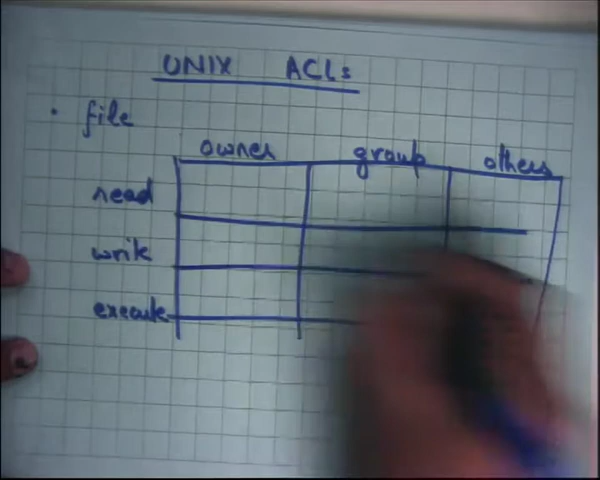 UNIX ACLs
• file
owner group others
read
write
execute